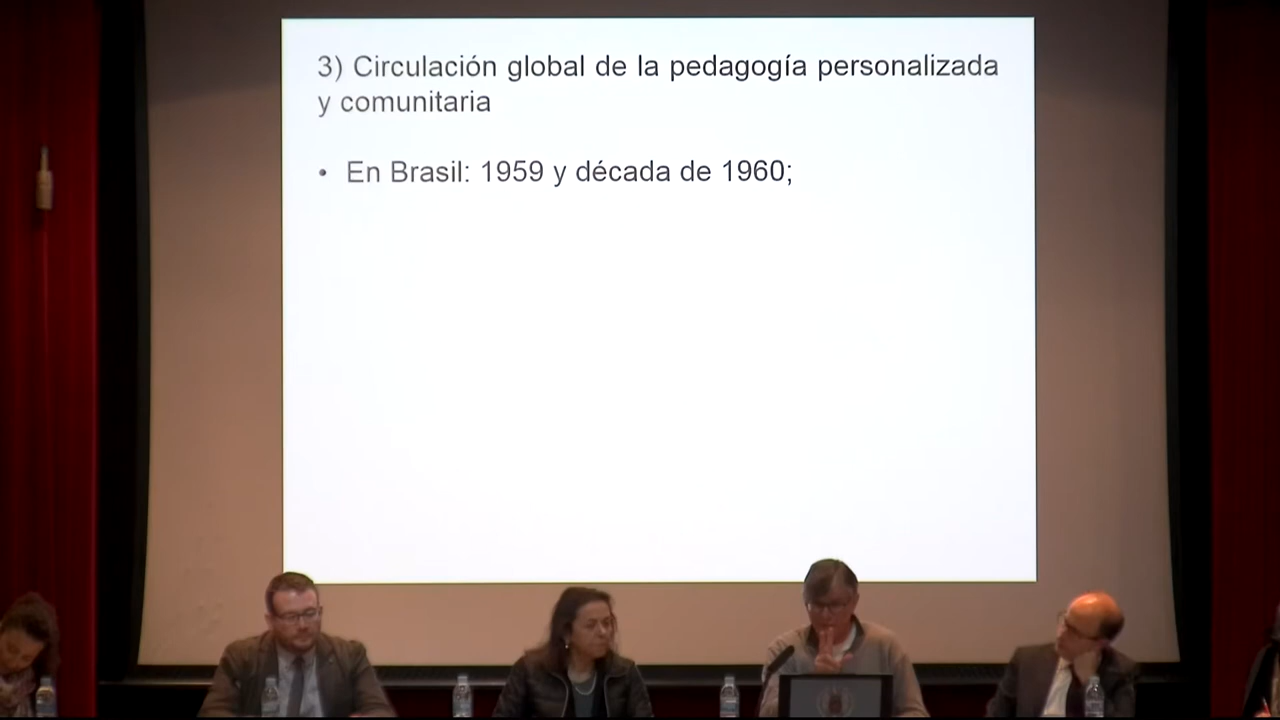 3) Circulación global de la pedagogía personalizada
y comunitaria
• En Brasil: 1959 y década de 1960;